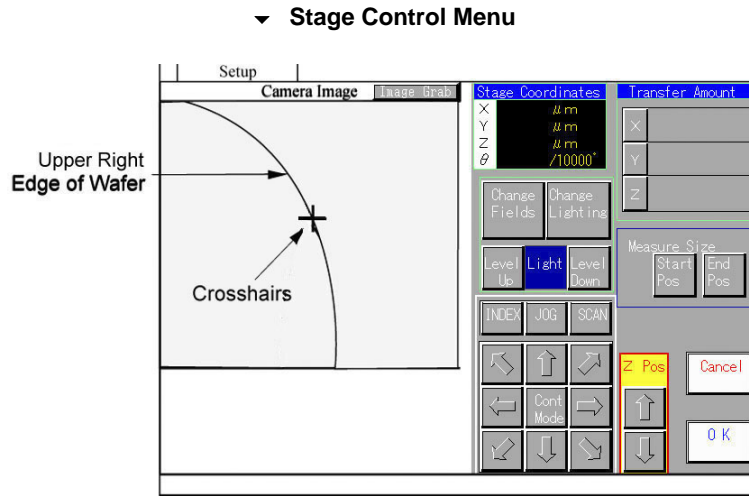 Stage Control Menu
Setup
Camera Image Image Grab
Upper Right
Edge of Wafer
Crosshairs
Stage Coordinates
X μm
Y μm
Z μm
θ /10000°
Transfer Amount
X
Y
Z
Change Fields
Change Lighting
Level Up
Light
Level Down
Measure Size
Start Pos
End Pos
INDEX JOG SCAN
Cont Mode
Z Pos
Cancel
OK